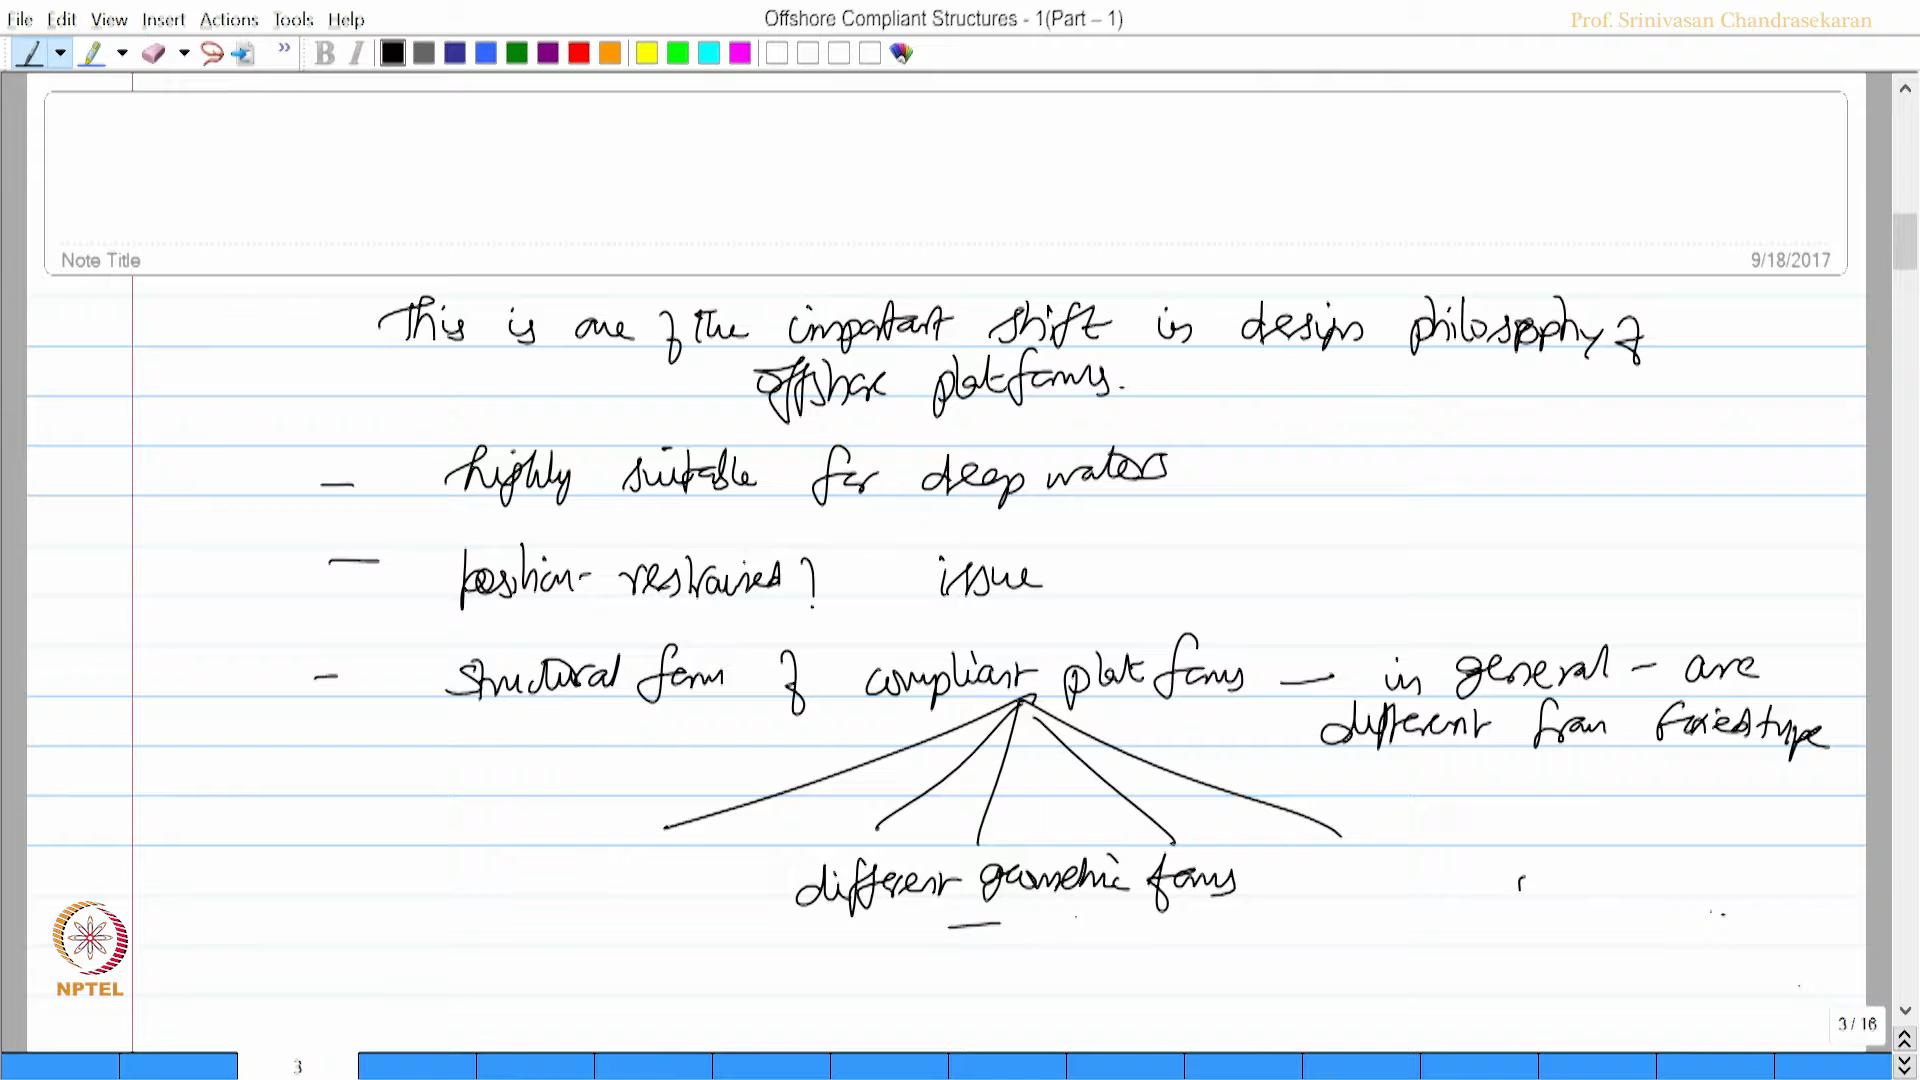 File Edit View Insert Actions Tools Help
Offshore Compliant Structures - 1(Part – 1)
Prof. Srinivasan Chandrasekaran
B I
Note Title
9/18/2017
This is one of the important shift in design philosophy of
offshore platforms.
— highly suitable for deep waters
— position-restrained? issue
- structural form of compliant platforms — in general - are
different from fixed type
different geometric forms
NPTEL
3 / 16
3